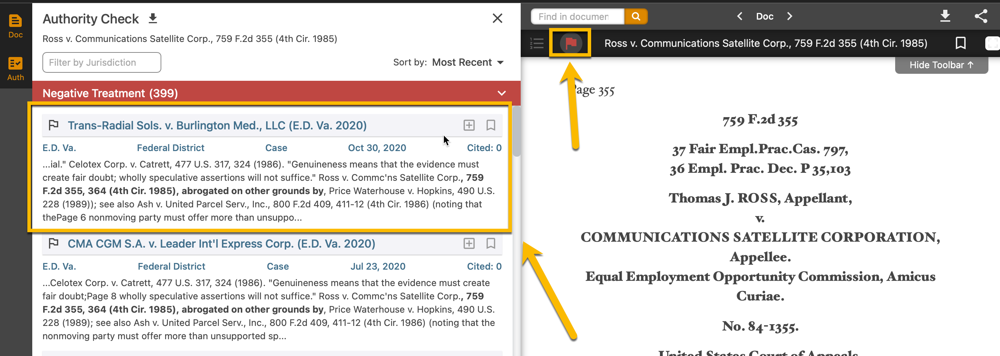 Doc
Auth
Authority Check
Ross v. Communications Satellite Corp., 759 F.2d 355 (4th Cir. 1985)
Filter by Jurisdiction
Sort by: Most Recent
Negative Treatment (399)
Trans-Radial Sols. v. Burlington Med., LLC (E.D. Va. 2020)
E.D. Va. Federal District Case Oct 30, 2020 Cited: 0
...ial." Celotex Corp. v. Catrett, 477 U.S. 317, 324 (1986). "Genuineness means that the evidence must
create fair doubt; wholly speculative assertions will not suffice." Ross v. Commc'ns Satellite Corp., 759
F.2d 355, 364 (4th Cir. 1985), abrogated on other grounds by, Price Waterhouse v. Hopkins, 490 U.S.
228 (1989)); see also Ash v. United Parcel Serv., Inc., 800 F.2d 409, 411-12 (4th Cir. 1986) (noting that
thePage 6 nonmoving party must offer more than unsuppo...
CMA CGM S.A. v. Leader Int'l Express Corp. (E.D. Va. 2020)
E.D. Va. Federal District Case Jul 23, 2020 Cited: 0
...Celotex Corp. v. Catrett, 477 U.S. 317, 324 (1986). "Genuineness means that the evidence must create
fair doubt;Page 8 wholly speculative assertions will not suffice." Ross v. Commc'ns Satellite Corp., 759
F.2d 355, 364 (4th Cir. 1985), abrogated on other grounds by, Price Waterhouse v. Hopkins, 490 U.S.
228 (1989); see also Ash v. United Parcel Serv., Inc., 800 F.2d 409, 411-12 (4th Cir. 1986) (noting that the
nonmoving party must offer more than unsupported sp...
Find in documen
Doc
1
2
3
Ross v. Communications Satellite Corp., 759 F.2d 355 (4th Cir. 1985)
Hide Toolbar ↑
Page 355
759 F.2d 355
37 Fair Empl.Prac.Cas. 797,
36 Empl. Prac. Dec. P 35,103
Thomas J. ROSS, Appellant,
v.
COMMUNICATIONS SATELLITE CORPORATION,
Appellee.
Equal Employment Opportunity Commission, Amicus
Curiae.
No. 84-1355.
United States Court of Appeals